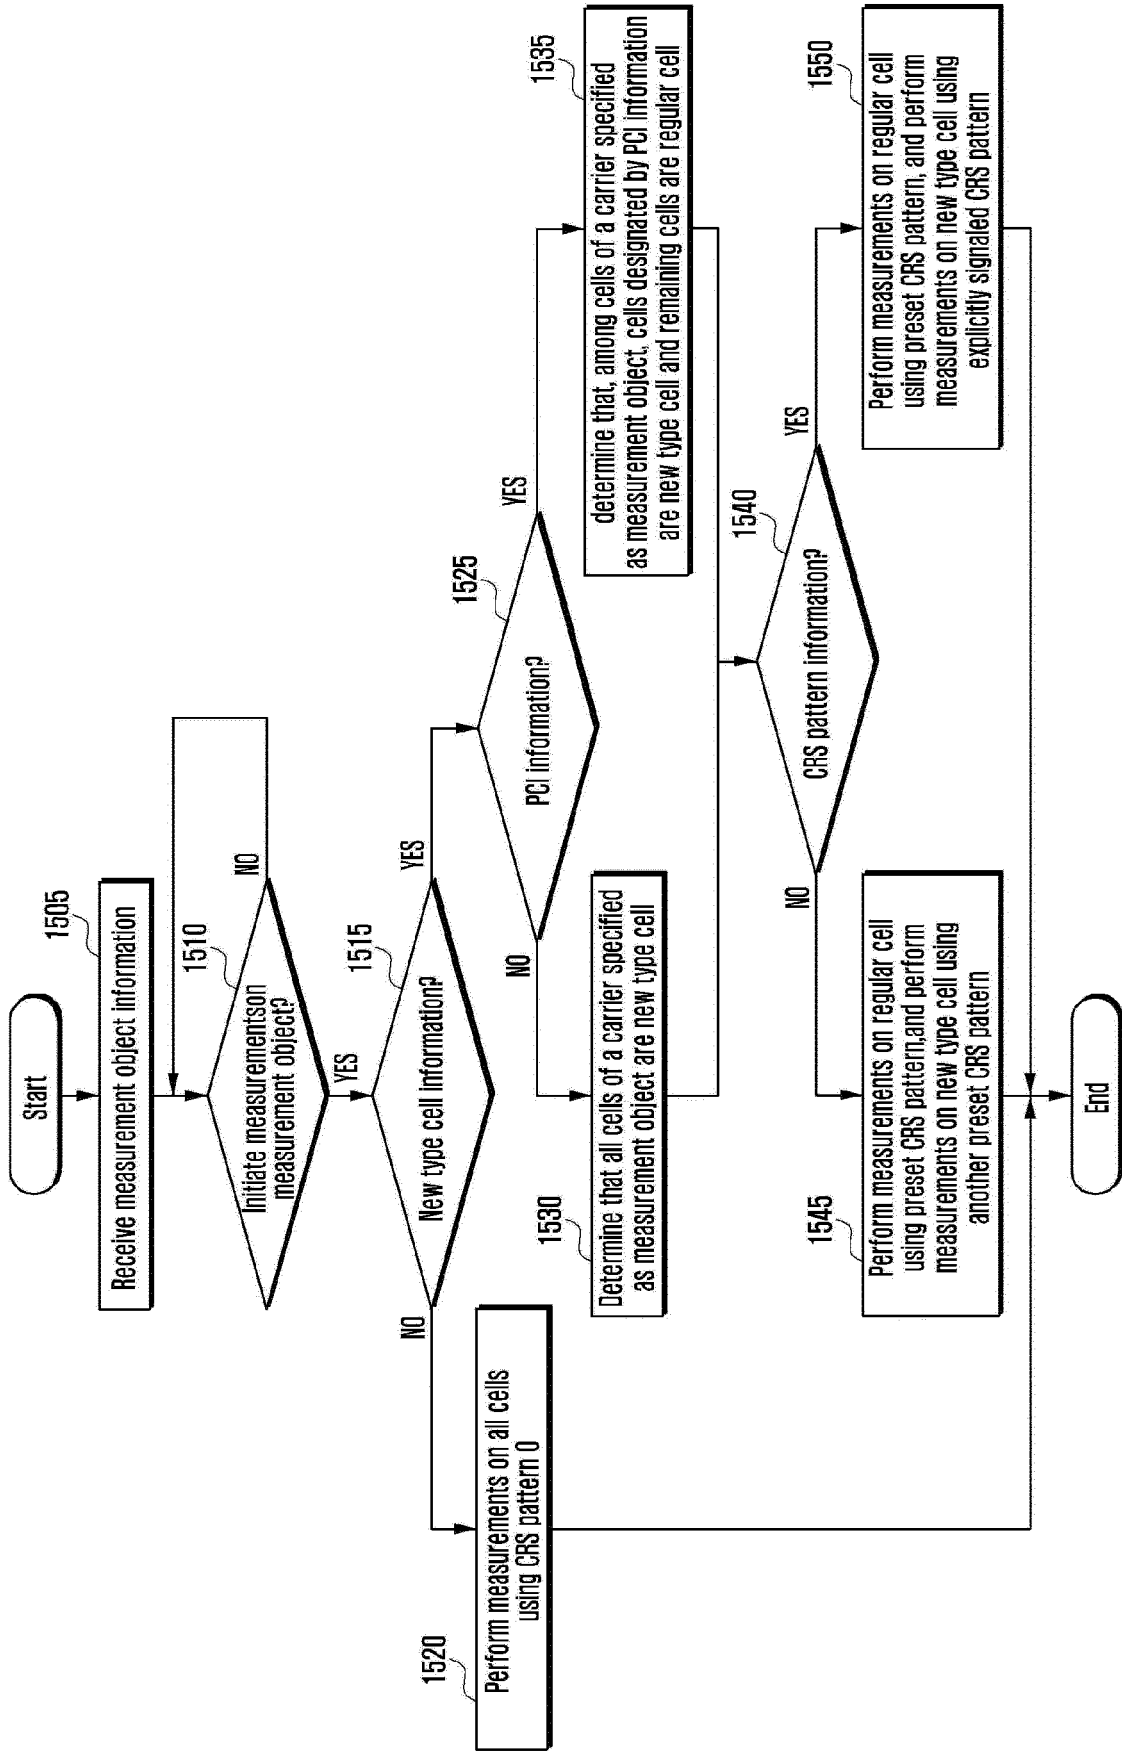 Start
1505
Receive measurement object information
1510
Initiate measurementson
measurement object?
NO
YES
1515
New type cell information?
NO
YES
1520
Perform measurements on all cells
using CRS pattern 0
1525
PCI information?
NO
YES
1530
Determine that all cells of a carrier specified
as measurement object are new type cell
1535
determine that, among cells of a carrier specified
as measurement object, cells designated by PCI information
are new type cell and remaining cells are regular cell
1540
CRS pattern information?
NO
YES
1545
Perform measurements on regular cell
using preset CRS pattern,and perform
measurements on new type cell using
another preset CRS pattern
1550
Perform measurements on regular cell
using preset CRS pattern, and perform
measurements on new type cell using
explicitly signaled CRS pattern
End